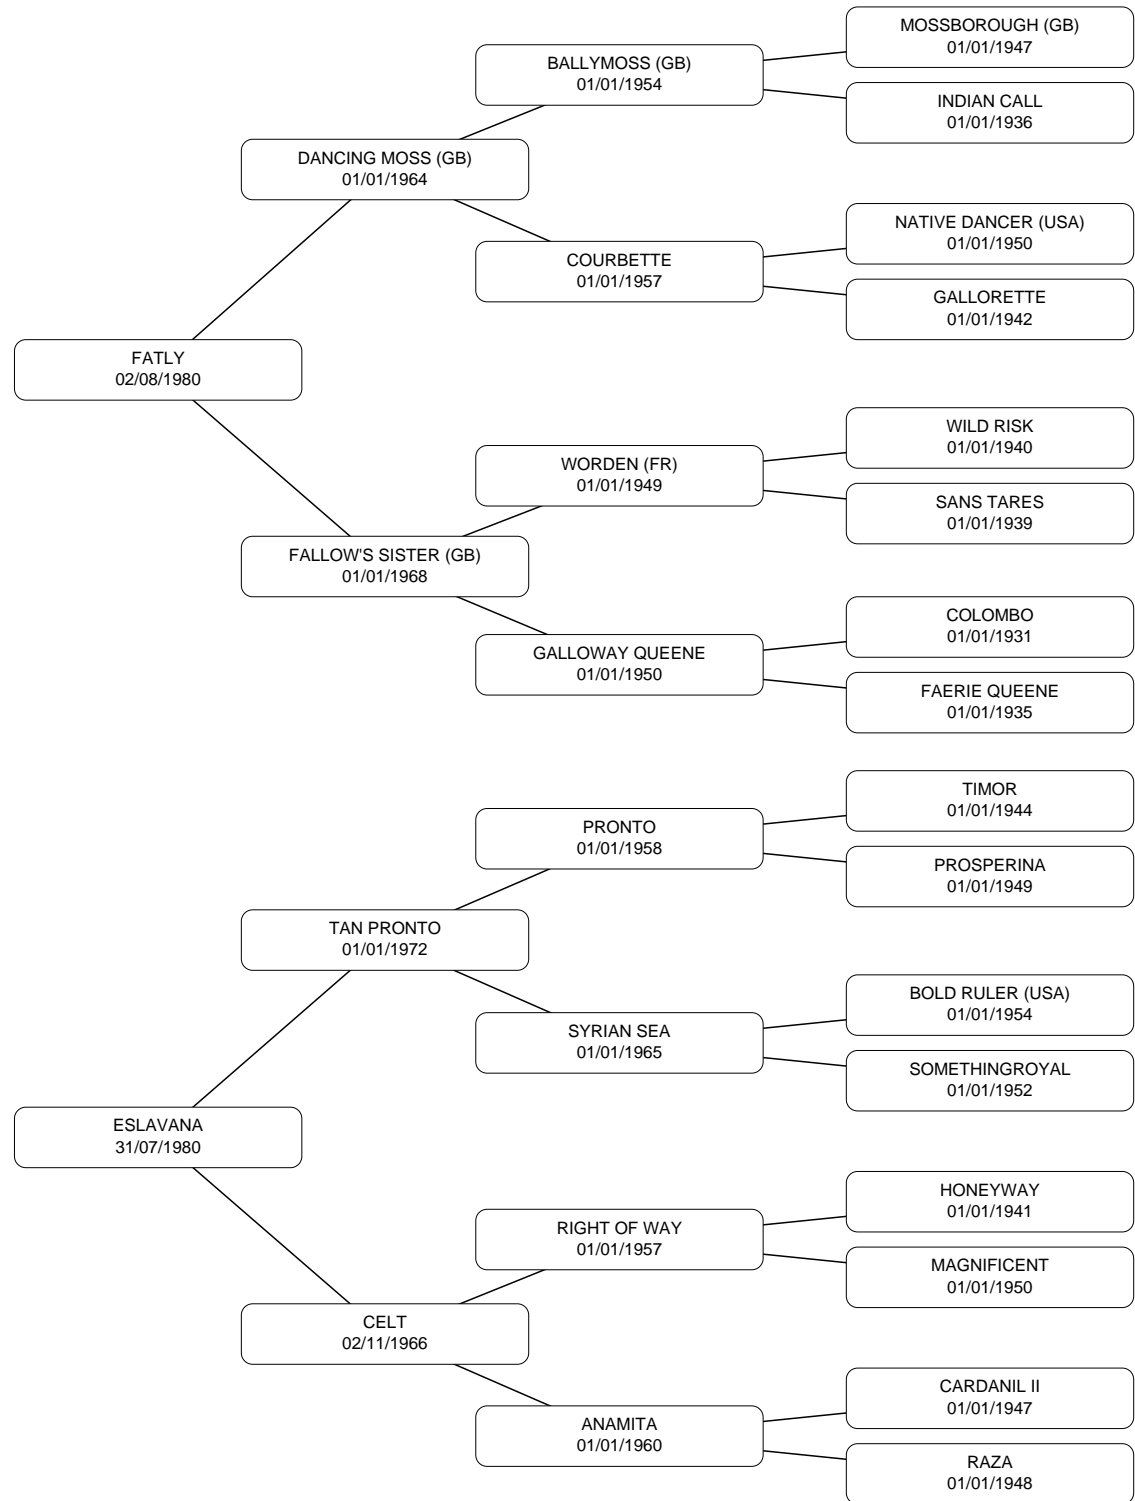 MOSSBOROUGH (GB)
01/01/1947
BALLYMOSS (GB)
01/01/1954
INDIAN CALL
01/01/1936
DANCING MOSS (GB)
01/01/1964
NATIVE DANCER (USA)
01/01/1950
COURBETTE
01/01/1957
GALLORETTE
01/01/1942
FATLY
02/08/1980
WILD RISK
01/01/1940
WORDEN (FR)
01/01/1949
SANS TARES
01/01/1939
FALLOW'S SISTER (GB)
01/01/1968
COLOMBO
01/01/1931
GALLOWAY QUEENE
01/01/1950
FAERIE QUEENE
01/01/1935
TIMOR
01/01/1944
PRONTO
01/01/1958
PROSPERINA
01/01/1949
TAN PRONTO
01/01/1972
BOLD RULER (USA)
01/01/1954
SYRIAN SEA
01/01/1965
SOMETHINGROYAL
01/01/1952
ESLAVANA
31/07/1980
HONEYWAY
01/01/1941
RIGHT OF WAY
01/01/1957
MAGNIFICENT
01/01/1950
CELT
02/11/1966
CARDANIL II
01/01/1947
ANAMITA
01/01/1960
RAZA
01/01/1948